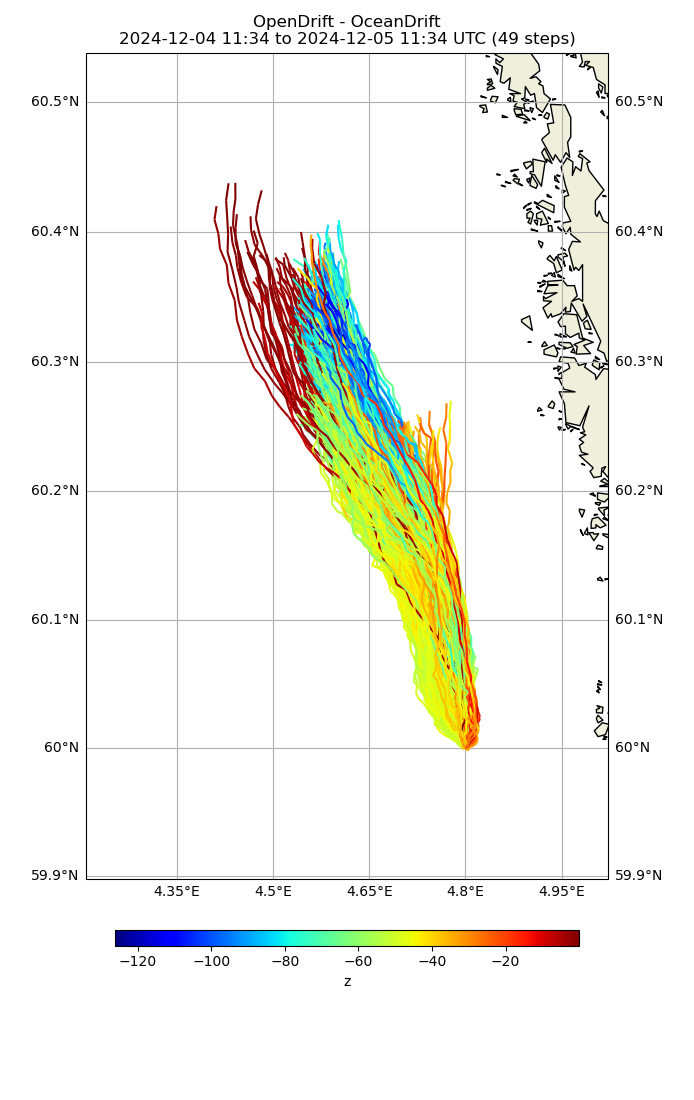 OpenDrift - OceanDrift
2024-12-04 11:34 to 2024-12-05 11:34 UTC (49 steps)
60.5°N 60.5°N
60.4°N 60.4°N
60.3°N 60.3°N
60.2°N 60.2°N
60.1°N 60.1°N
60°N 60°N
59.9°N 59.9°N
4.35°E 4.5°E 4.65°E 4.8°E 4.95°E
−120 −100 −80 −60 −40 −20
z